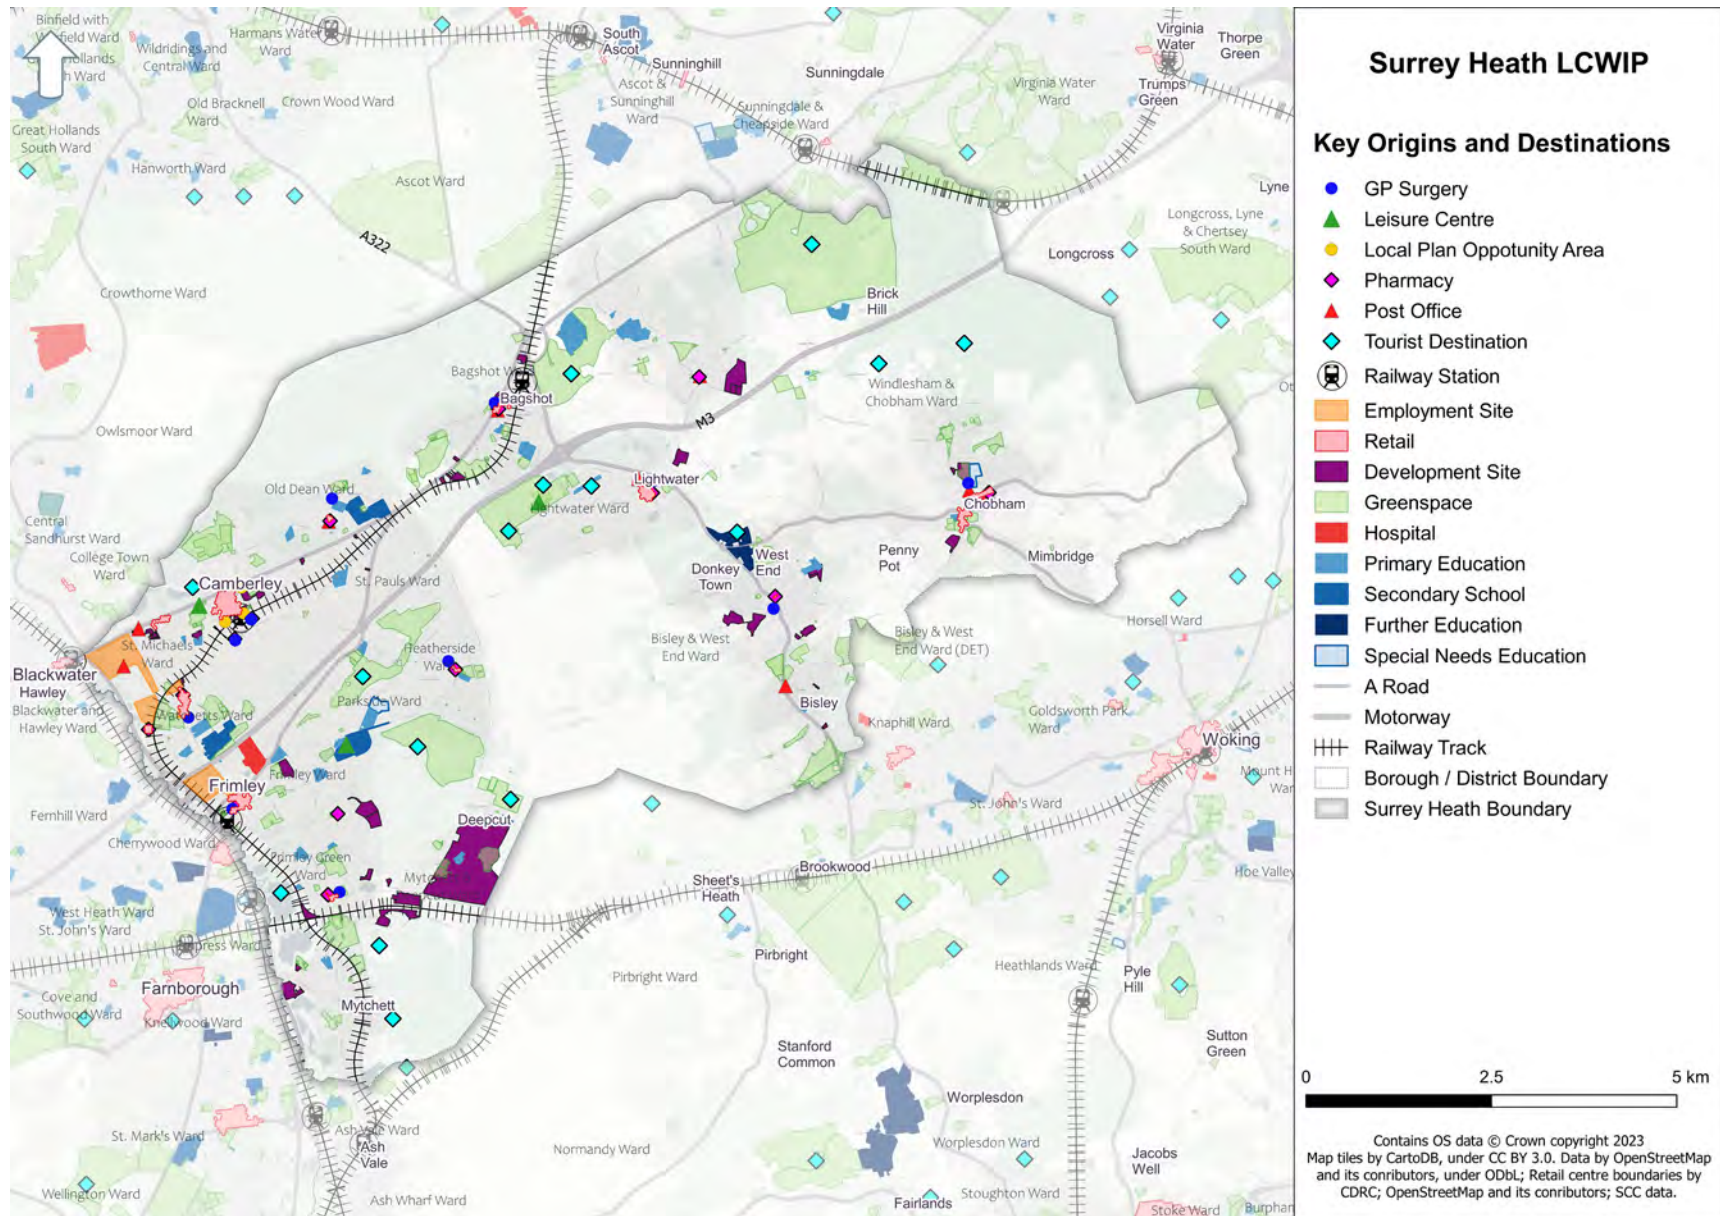 Binfield with
Ward
Harmans Water
Ward
Wildridings and
Central Ward
South
Ascot
Sunninghill
Sunningdale
Virginia
Water
Thorpe
Green
Trumps
Green
Virginia Water
Ward
Old Bracknell
Ward
Crown Wood Ward
Ascot &
Sunninghill
Ward
Sunningdale &
Cheapside Ward
Great Hollands
South Ward
Hanworth Ward
Ascot Ward
Lyne
Longcross, Lyne
& Chertsey
South Ward
A322
Longcross
Crowthorne Ward
Brick
Hill
Bagshot
Windlesham &
Chobham Ward
M3
Owlsmoor Ward
Old Dean Ward
Lightwater
Lightwater Ward
Chobham
Central
Sandhurst Ward
College Town
Ward
Camberley
St. Pauls Ward
Donkey
Town
West
End
Penny
Pot
Mimbridge
Horsell Ward
St. Michaels
Ward
Blackwater
Hawley
Blackwater and
Hawley Ward
Heatherside
Ward
Bisley & West
End Ward
Bisley & West
End Ward (DET)
Parkside Ward
Watchetts Ward
Bisley
Knaphill Ward
Goldsworth Park
Ward
Woking
Frimley
Frimley Ward
Fernhill Ward
Deepcut
St. John's Ward
Cherrywood Ward
Frimley Green
Ward
Brookwood
Sheet's
Heath
Hoe Valley
West Heath Ward
St. John's Ward
Empress Ward
Pirbright
Pirbright Ward
Heathlands Ward
Pyle
Hill
Farnborough
Cove and
Southwood Ward
Knellwood Ward
Mytchett
Stanford
Common
Sutton
Green
Worplesdon
Worplesdon Ward
St. Mark's Ward
Ash Vale Ward
Ash
Vale
Normandy Ward
Jacobs
Well
Wellington Ward
Ash Wharf Ward
Fairlands
Stoughton Ward
Stoke Ward
Surrey Heath LCWIP
Key Origins and Destinations
GP Surgery
Leisure Centre
Local Plan Oppotunity Area
Pharmacy
Post Office
Tourist Destination
Railway Station
Employment Site
Retail
Development Site
Greenspace
Hospital
Primary Education
Secondary School
Further Education
Special Needs Education
A Road
Motorway
Railway Track
Borough / District Boundary
Surrey Heath Boundary
0 2.5 5 km
Contains OS data © Crown copyright 2023
Map tiles by CartoDB, under CC BY 3.0. Data by OpenStreetMap
and its conributors, under ODbL; Retail centre boundaries by
CDRC; OpenStreetMap and its conributors; SCC data.